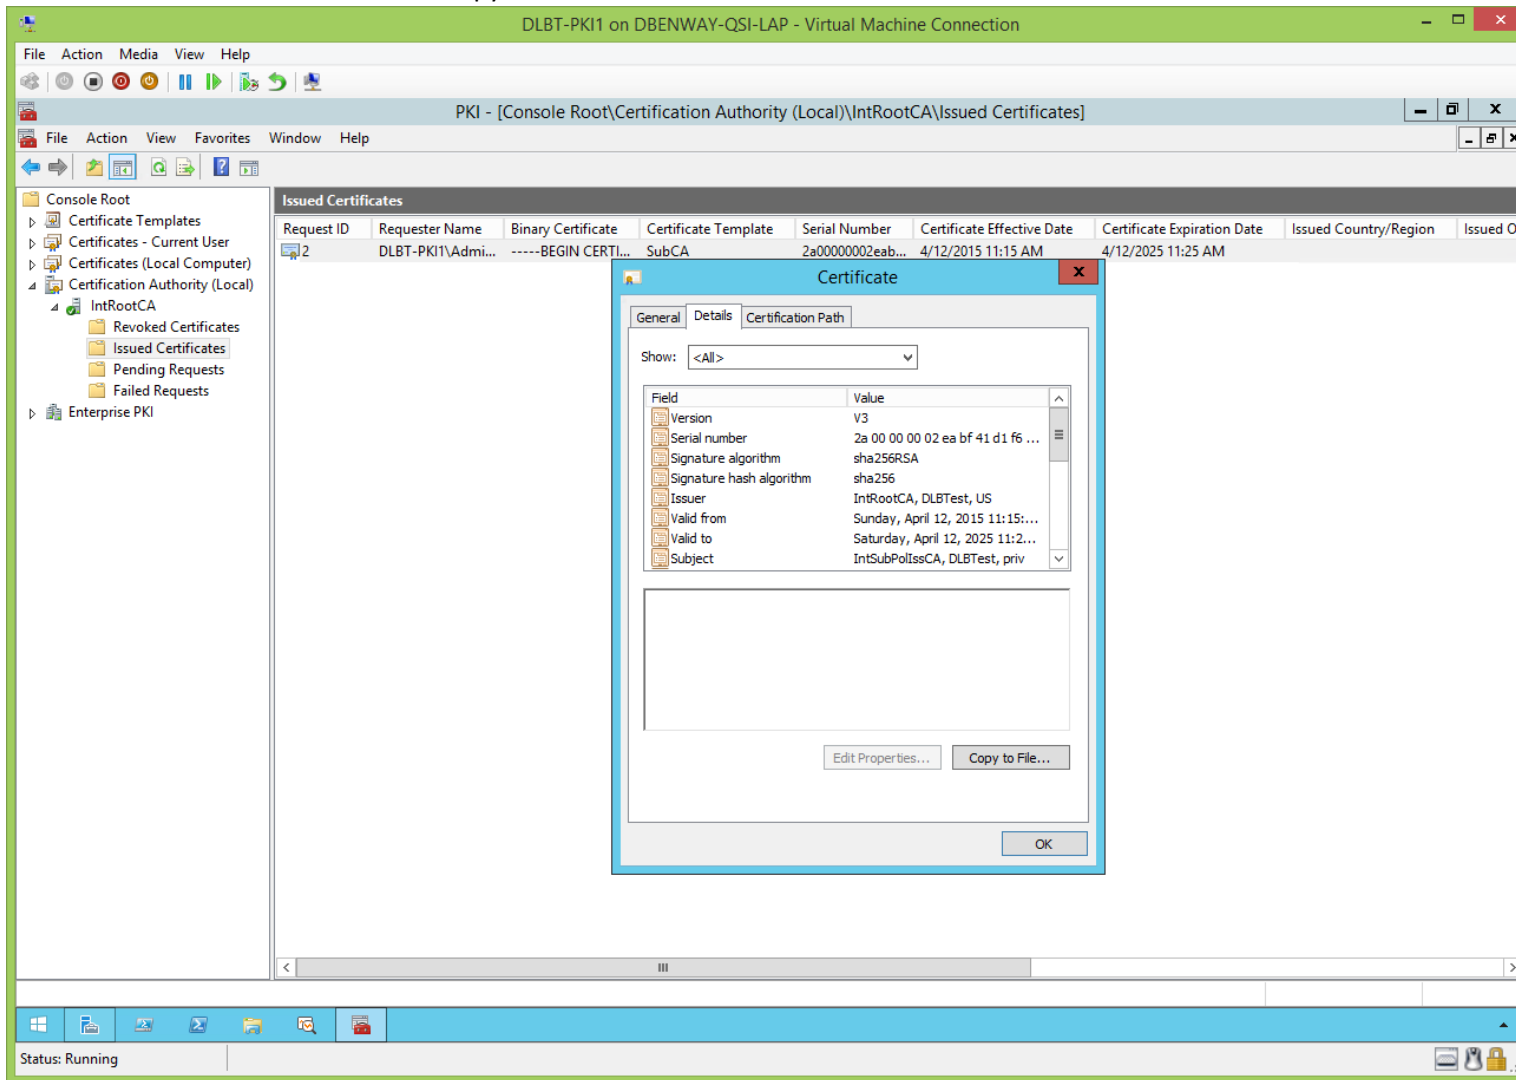 DLBT-PKI1 on DBENWAY-QSI-LAP - Virtual Machine Connection
File Action Media View Help
PKI - [Console Root\Certification Authority (Local)\IntRootCA\Issued Certificates]
File Action View Favorites Window Help
Console Root
Certificate Templates
Certificates - Current User
Certificates (Local Computer)
Certification Authority (Local)
IntRootCA
Revoked Certificates
Issued Certificates
Pending Requests
Failed Requests
Enterprise PKI
Issued Certificates
Request ID Requester Name Binary Certificate Certificate Template Serial Number Certificate Effective Date Certificate Expiration Date Issued Country/Region Issued O
2 DLBT-PKI1\Admi... -----BEGIN CERTI... SubCA 2a00000002eab... 4/12/2015 11:15 AM 4/12/2025 11:25 AM
Certificate
General Details Certification Path
Show: <All>
Field Value
Version V3
Serial number 2a 00 00 00 02 ea bf 41 d1 f6 ...
Signature algorithm sha256RSA
Signature hash algorithm sha256
Issuer IntRootCA, DLBTest, US
Valid from Sunday, April 12, 2015 11:15:...
Valid to Saturday, April 12, 2025 11:2...
Subject IntSubPolIssCA, DLBTest, priv
Edit Properties... Copy to File...
OK
Status: Running